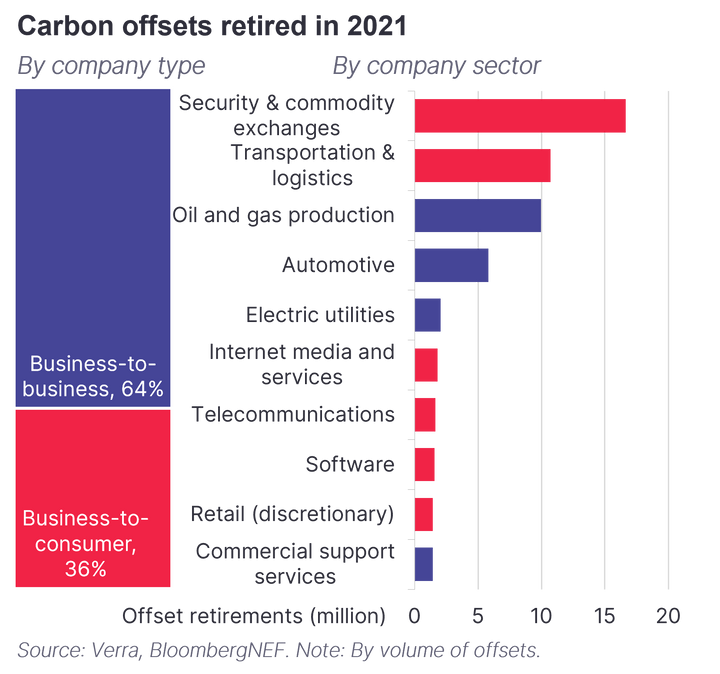 Carbon offsets retired in 2021
By company type
By company sector
Business-to-
business, 64%
Business-to-
consumer,
36%
Security & commodity
exchanges
Transportation &
logistics
Oil and gas production
Automotive
Electric utilities
Internet media and
services
Telecommunications
Software
Retail (discretionary)
Commercial support
services
Offset retirements (million)
0 5 10 15 20
Source: Verra, BloombergNEF. Note: By volume of offsets.